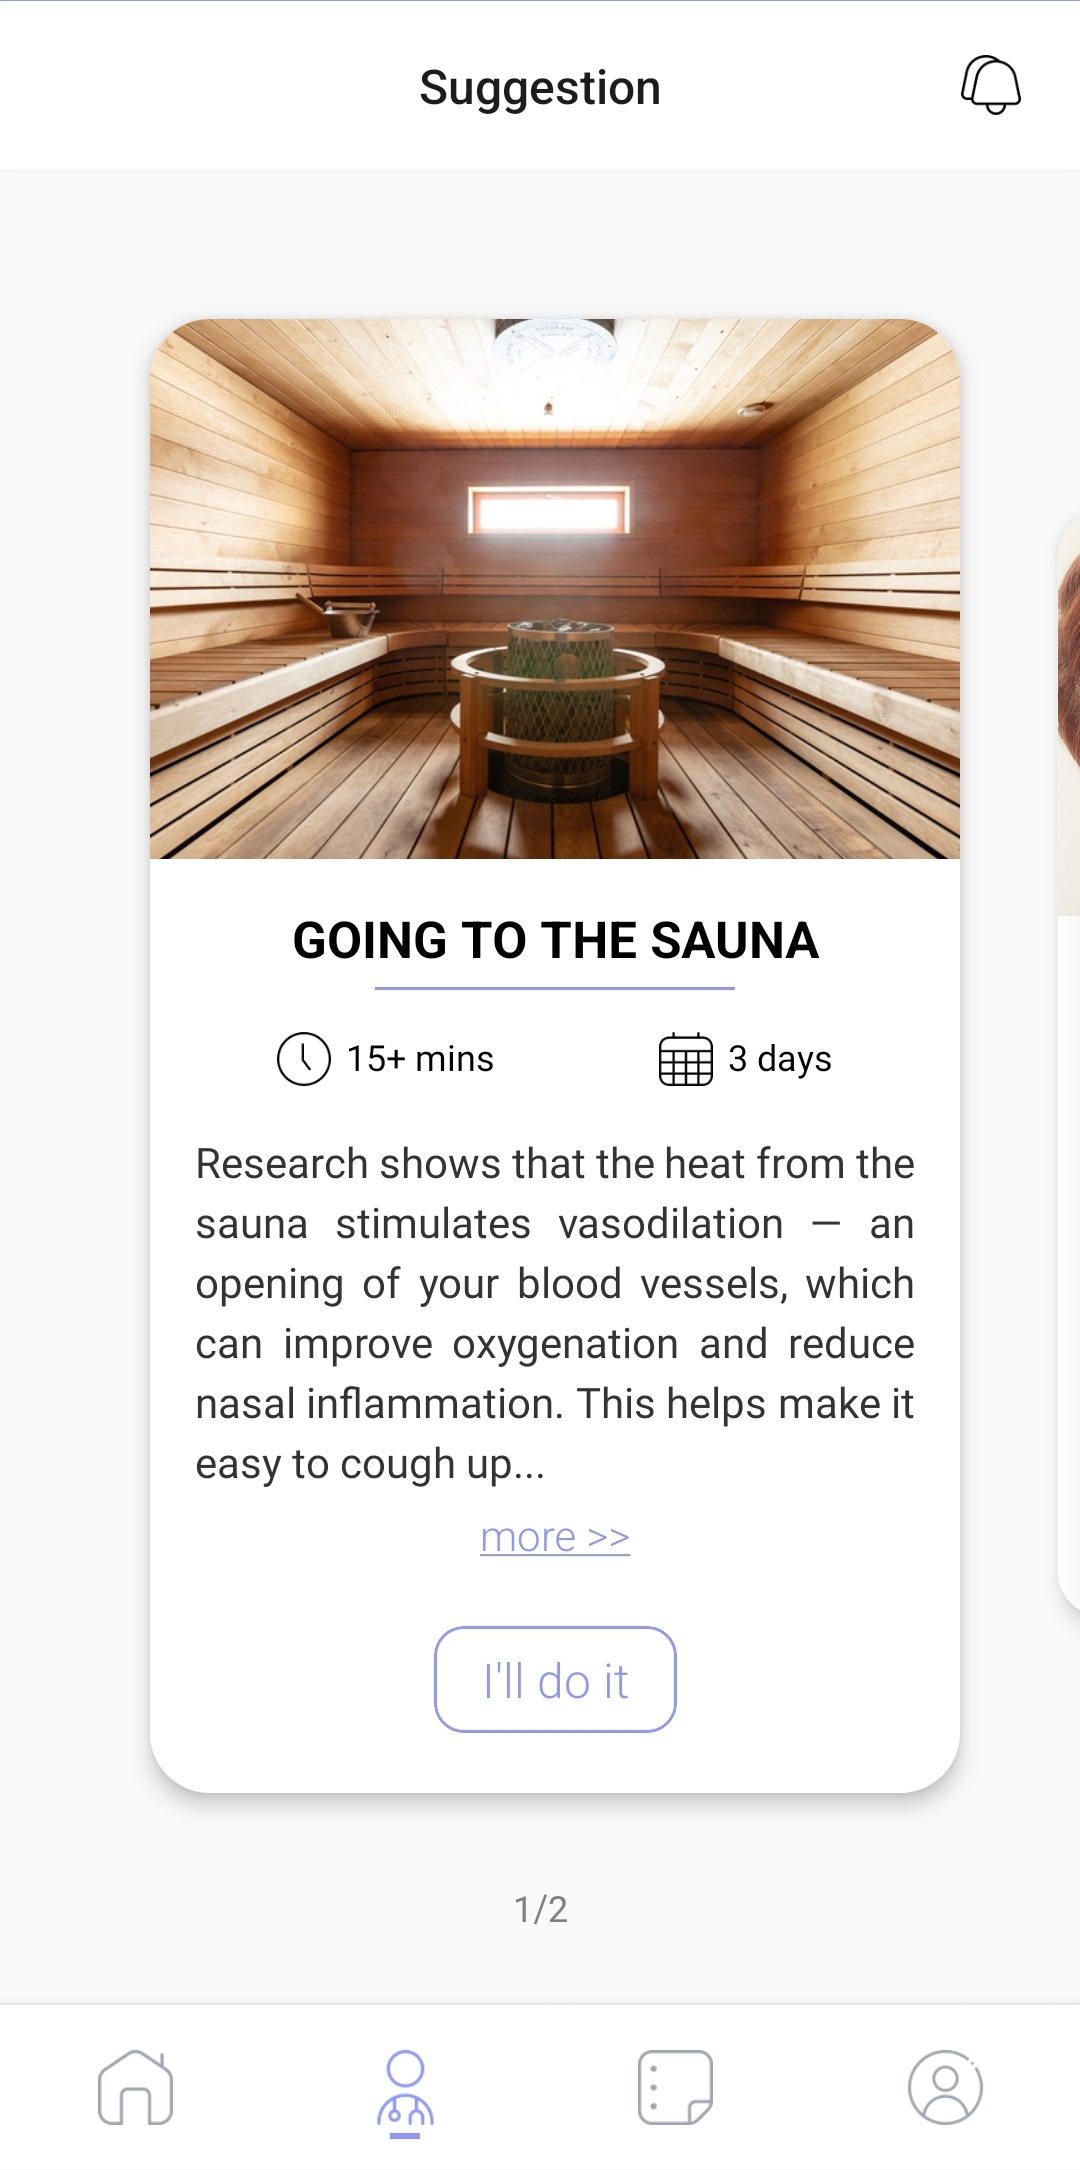 Suggestion
GOING TO THE SAUNA
15+ mins
3 days
Research shows that the heat from the
sauna stimulates vasodilation — an
opening of your blood vessels, which
can improve oxygenation and reduce
nasal inflammation. This helps make it
easy to cough up...
more >>
I'll do it
1/2